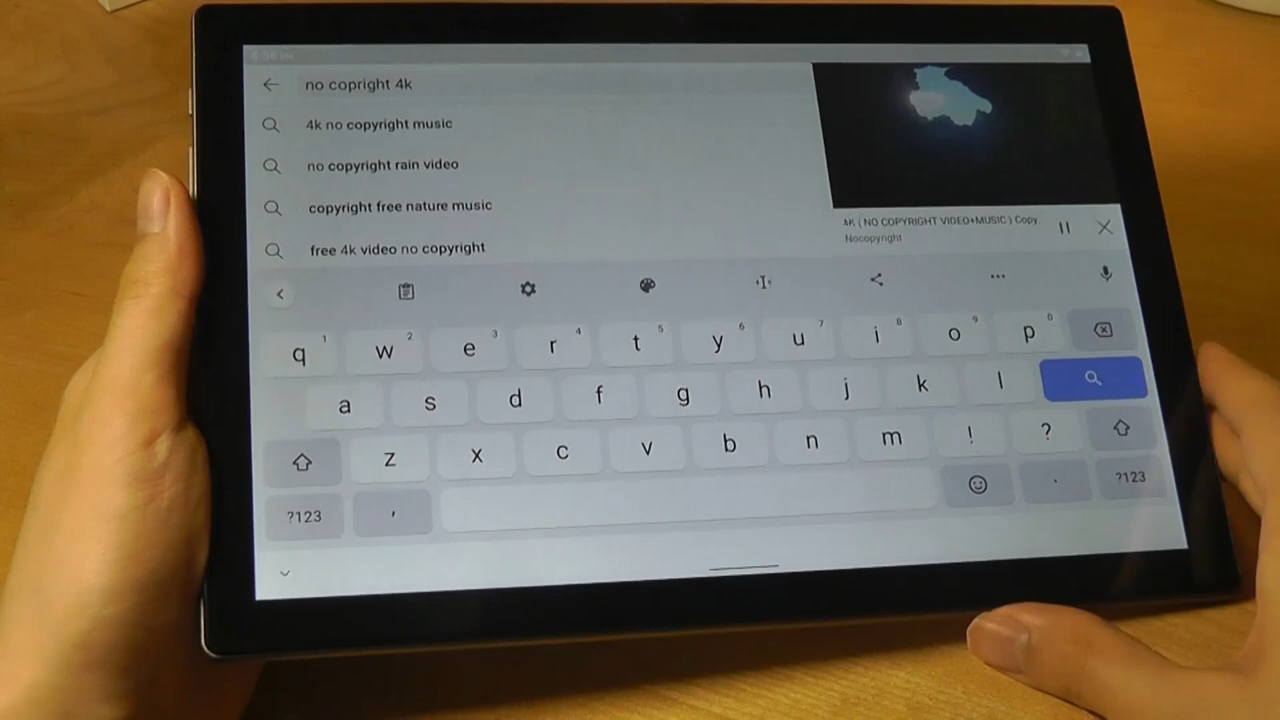 no copright 4k
4k no copyright music
no copyright rain video
copyright free nature music
free 4k video no copyright
4K ( NO COPYRIGHT VIDEO+MUSIC ) Copy
Nocopyright
q 1 w 2 e 3 r 4 t 5 y 6 u 7 i 8 o 9 p 0
a s d f g h j k l
z x c v b n m ! ?
?123 , . ?123